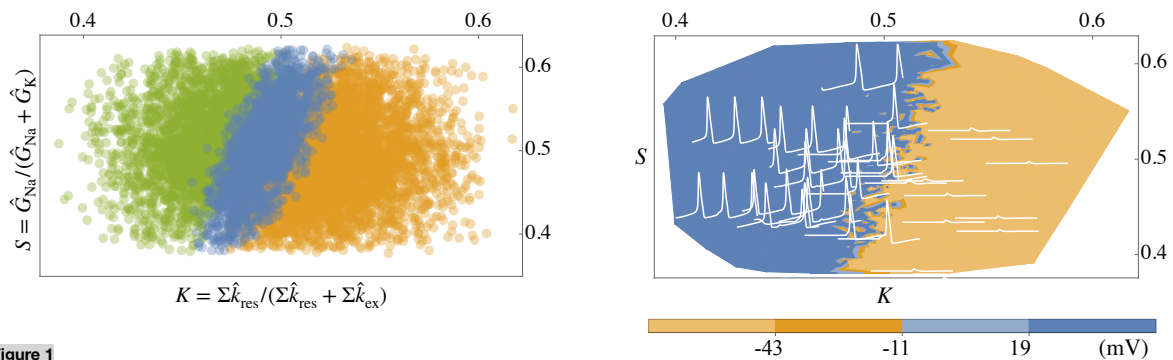 0.4 0.5 0.6
0.6
0.5
0.4
S = Ĝ_Na/(Ĝ_Na + Ĝ_K)
K = Σk̂_res/(Σk̂_res + Σk̂_ex)
0.4 0.5 0.6
S
0.6
0.5
0.4
K
-43 -11 19 (mV)
igure 1